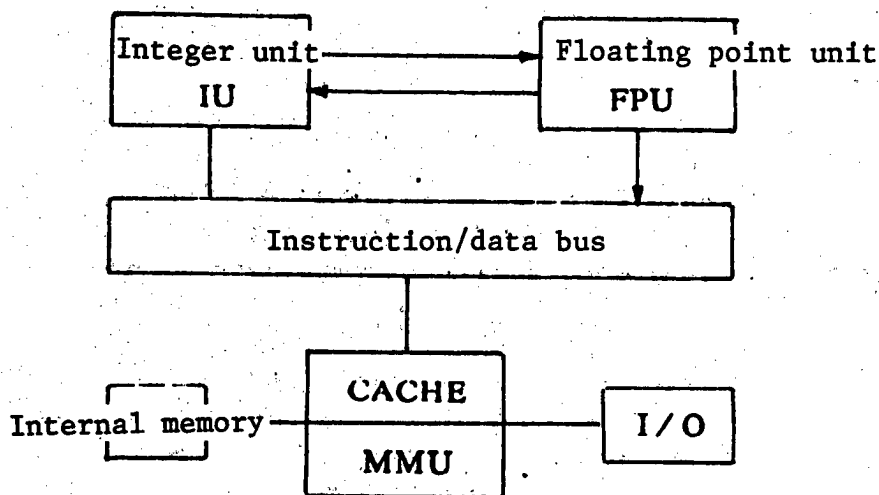 Integer unit
IU
Floating point unit
FPU
Instruction/data bus
CACHE
Internal memory
I/O
MMU